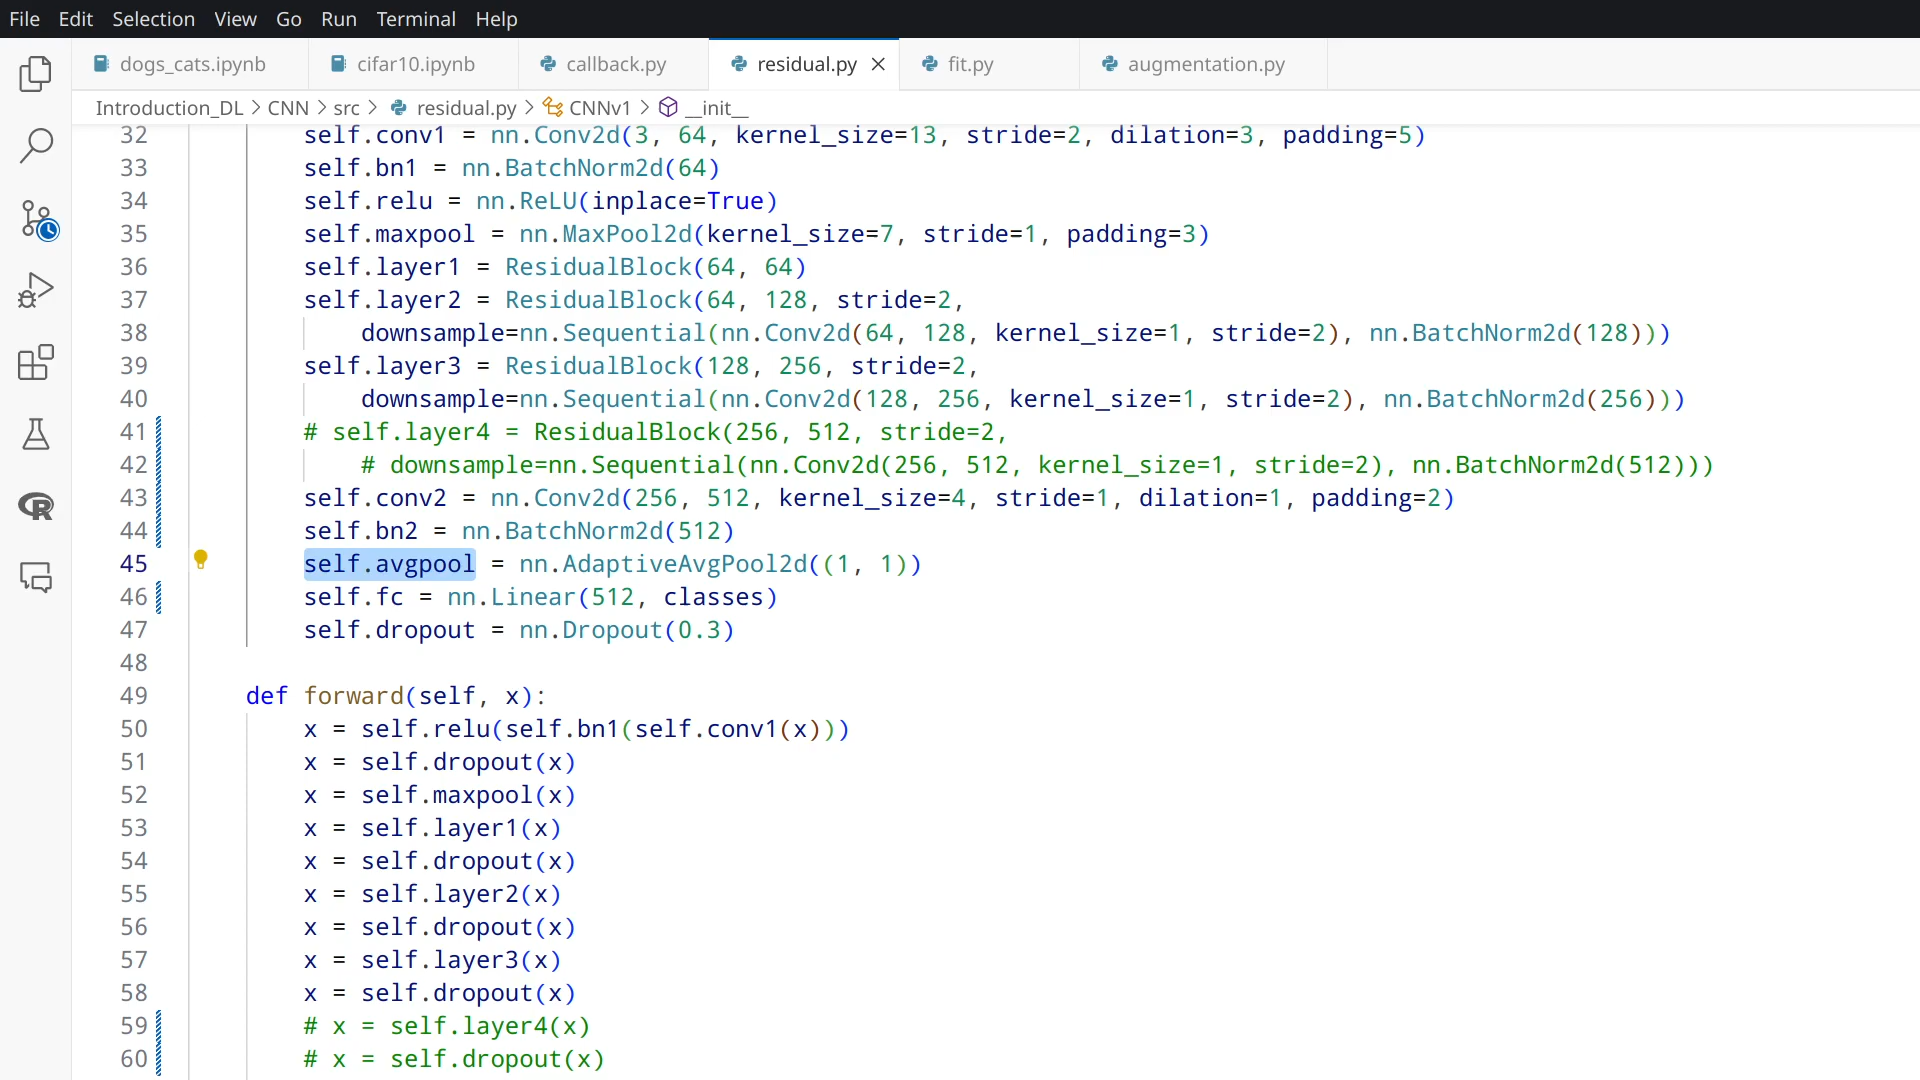 File Edit Selection View Go Run Terminal Help
dogs_cats.ipynb cifar10.ipynb callback.py residual.py fit.py augmentation.py
Introduction_DL > CNN > src > residual.py > CNNv1 > __init__
32 self.conv1 = nn.Conv2d(3, 64, kernel_size=13, stride=2, dilation=3, padding=5)
33 self.bn1 = nn.BatchNorm2d(64)
34 self.relu = nn.ReLU(inplace=True)
35 self.maxpool = nn.MaxPool2d(kernel_size=7, stride=1, padding=3)
36 self.layer1 = ResidualBlock(64, 64)
37 self.layer2 = ResidualBlock(64, 128, stride=2,
38 downsample=nn.Sequential(nn.Conv2d(64, 128, kernel_size=1, stride=2), nn.BatchNorm2d(128)))
39 self.layer3 = ResidualBlock(128, 256, stride=2,
40 downsample=nn.Sequential(nn.Conv2d(128, 256, kernel_size=1, stride=2), nn.BatchNorm2d(256)))
41 # self.layer4 = ResidualBlock(256, 512, stride=2,
42 # downsample=nn.Sequential(nn.Conv2d(256, 512, kernel_size=1, stride=2), nn.BatchNorm2d(512)))
43 self.conv2 = nn.Conv2d(256, 512, kernel_size=4, stride=1, dilation=1, padding=2)
44 self.bn2 = nn.BatchNorm2d(512)
45 self.avgpool = nn.AdaptiveAvgPool2d((1, 1))
46 self.fc = nn.Linear(512, classes)
47 self.dropout = nn.Dropout(0.3)
48
49 def forward(self, x):
50 x = self.relu(self.bn1(self.conv1(x)))
51 x = self.dropout(x)
52 x = self.maxpool(x)
53 x = self.layer1(x)
54 x = self.dropout(x)
55 x = self.layer2(x)
56 x = self.dropout(x)
57 x = self.layer3(x)
58 x = self.dropout(x)
59 # x = self.layer4(x)
60 # x = self.dropout(x)